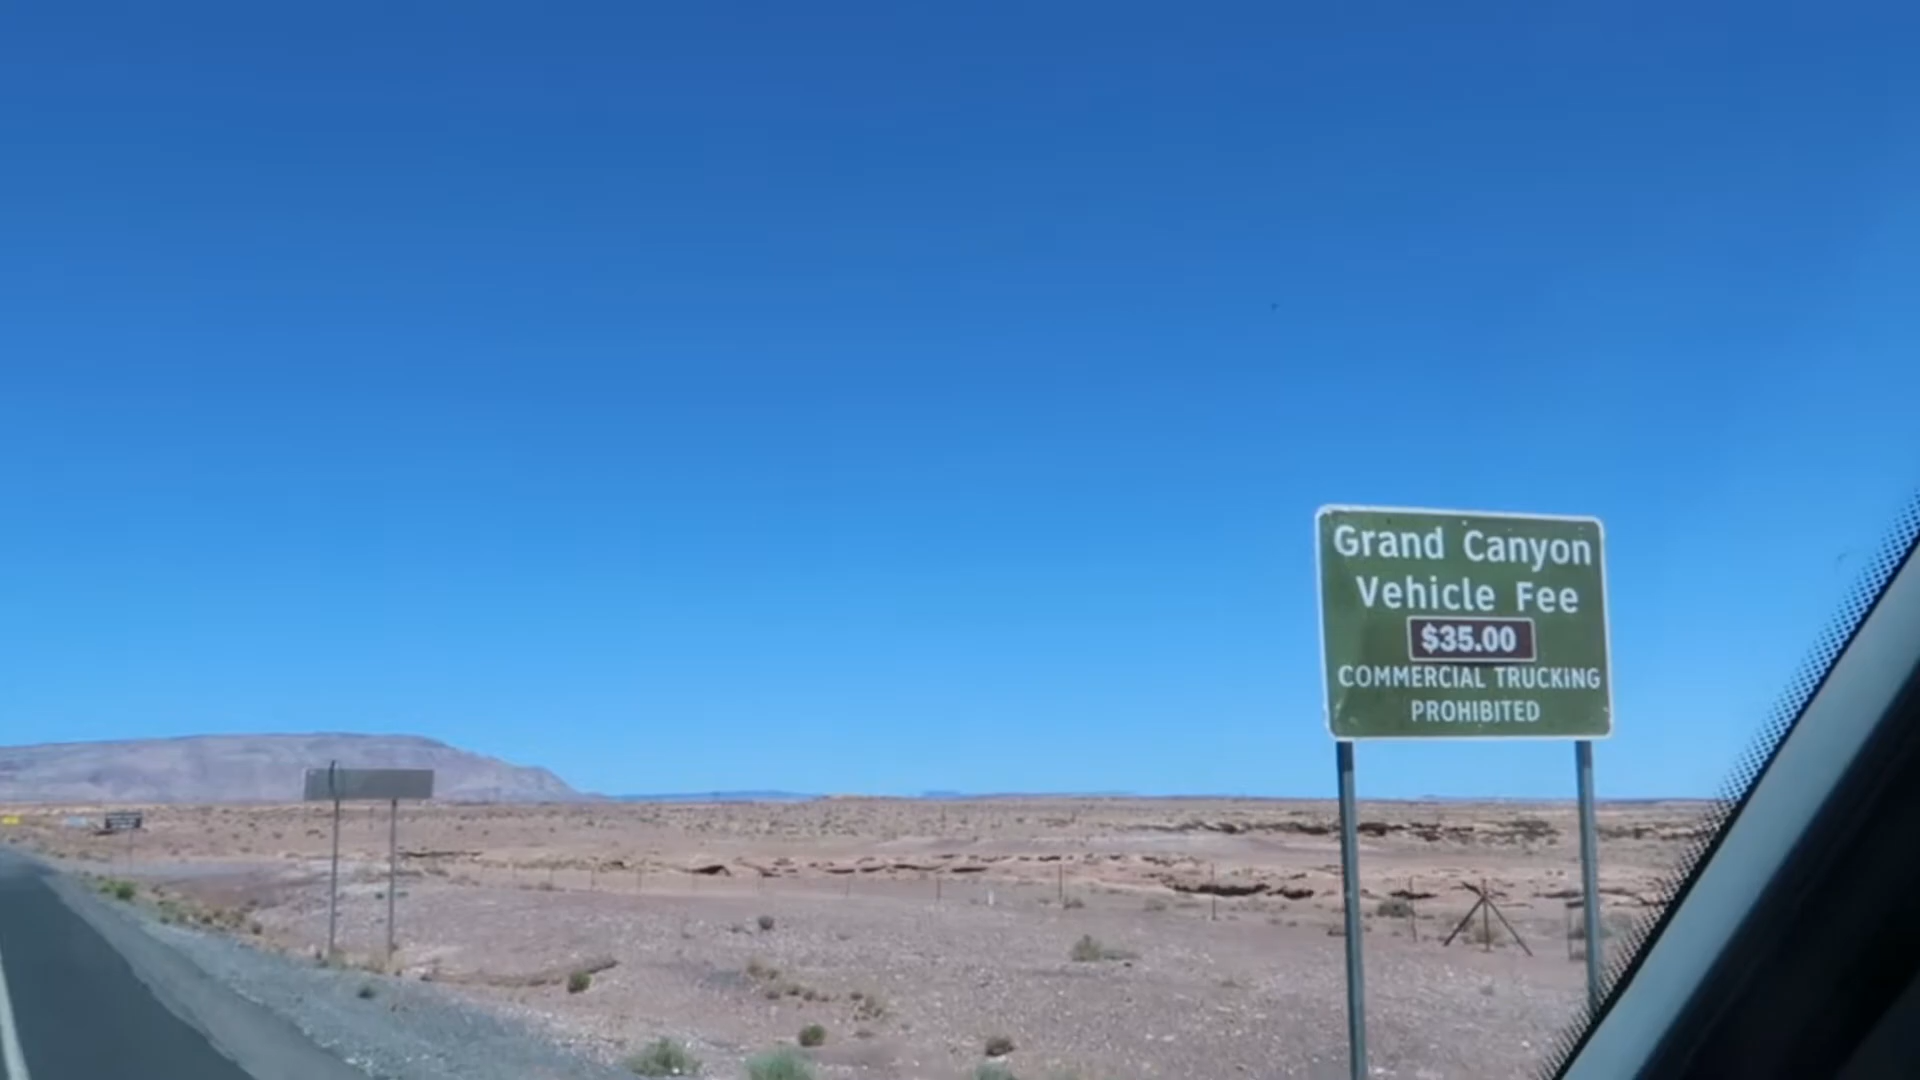 Grand Canyon
Vehicle Fee
$35.00
COMMERCIAL TRUCKING
PROHIBITED